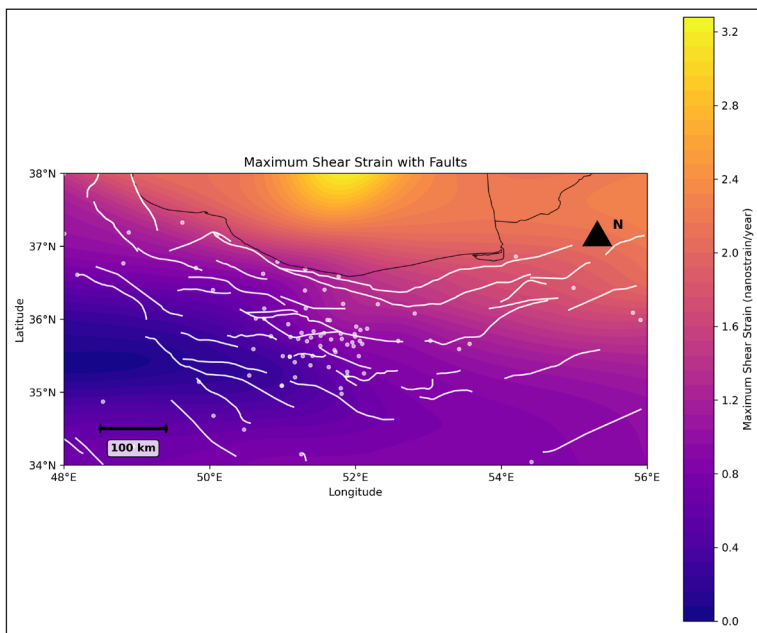 Maximum Shear Strain with Faults
38°N
37°N
36°N
35°N
34°N
Latitude
48°E
50°E
52°E
54°E
56°E
Longitude
N
100 km
3.2
2.8
2.4
2.0
1.6
1.2
0.8
0.4
0.0
Maximum Shear Strain (nanostrain/year)